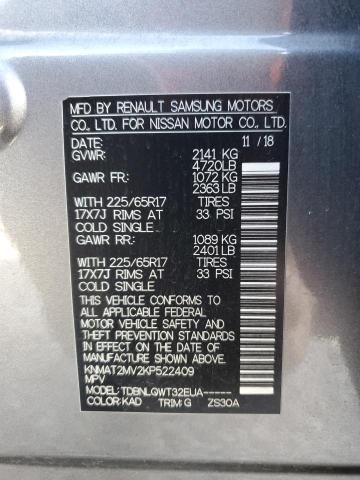 MFD BY RENAULT SAMSUNG MOTORS
CO., LTD. FOR NISSAN MOTOR CO., LTD.
DATE: 11 / 18
GVWR: 2141 KG
4720LB
GAWR FR: 1072 KG
2363LB
WITH 225/65R17 TIRES
17X7J RIMS AT 33 PSI
COLD SINGLE
GAWR RR: 1089 KG
2401LB
WITH 225/65R17 TIRES
17X7J RIMS AT 33 PSI
COLD SINGLE
THIS VEHICLE CONFORMS TO
ALL APPLICABLE FEDERAL
MOTOR VEHICLE SAFETY AND
THEFT PREVENTION STANDARDS
IN EFFECT ON THE DATE OF
MANUFACTURE SHOWN ABOVE.
KNMAT2MV2KP522409
MPV
MODEL: TDBNLQWT32EUA-----
COLOR: KAD TRIM: G ZS30A